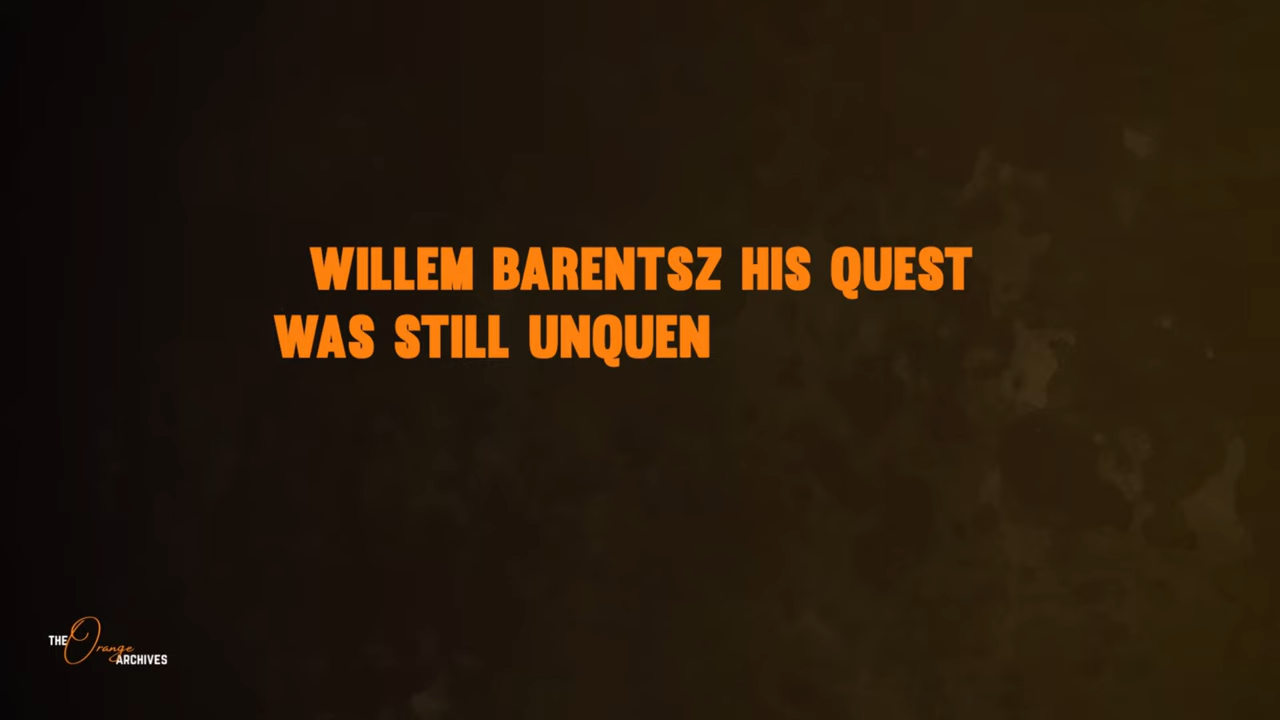 WILLEM BARENTSZ HIS QUEST
WAS STILL UNQUEN
THE Orange
ARCHIVES